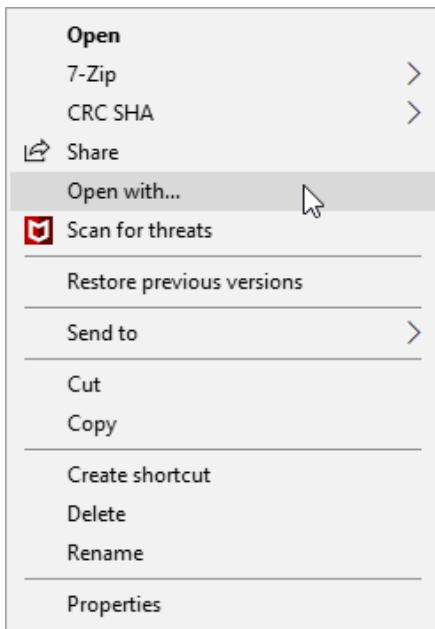 Open
7-Zip
CRC SHA
Share
Open with...
Scan for threats
Restore previous versions
Send to
Cut
Copy
Create shortcut
Delete
Rename
Properties